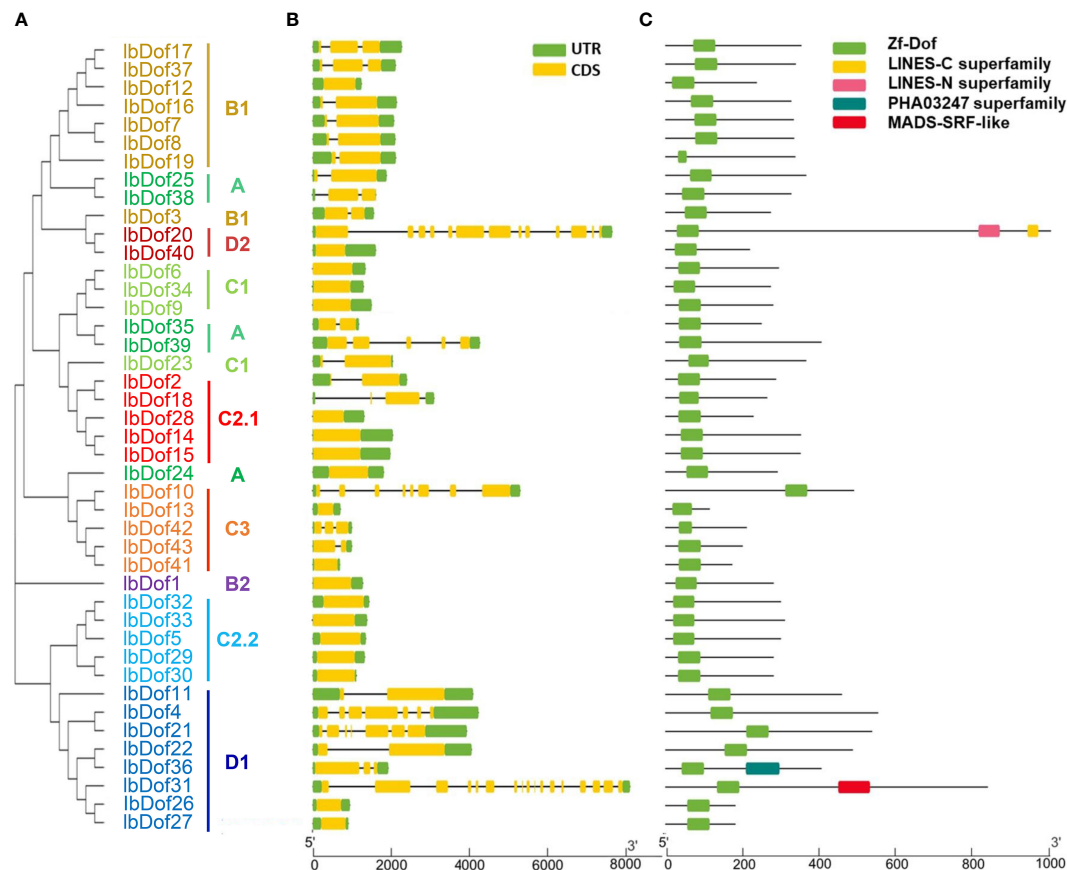 A
B
C
IbDof17
IbDof37
IbDof12
IbDof16
IbDof7
IbDof8
IbDof19
IbDof25
IbDof38
IbDof3
IbDof20
IbDof40
IbDof6
IbDof34
IbDof9
IbDof35
IbDof39
IbDof23
IbDof2
IbDof18
IbDof28
IbDof14
IbDof15
IbDof24
IbDof10
IbDof13
IbDof42
IbDof43
IbDof41
IbDof1
IbDof32
IbDof33
IbDof5
IbDof29
IbDof30
IbDof11
IbDof4
IbDof21
IbDof22
IbDof36
IbDof31
IbDof26
IbDof27
B1
A
B1
D2
C1
A
C1
C2.1
A
C3
B2
C2.2
D1
UTR
CDS
5'
3'
0 2000 4000 6000 8000
Zf-Dof
LINES-C superfamily
LINES-N superfamily
PHA03247 superfamily
MADS-SRF-like
5'
3'
0 200 400 600 800 1000